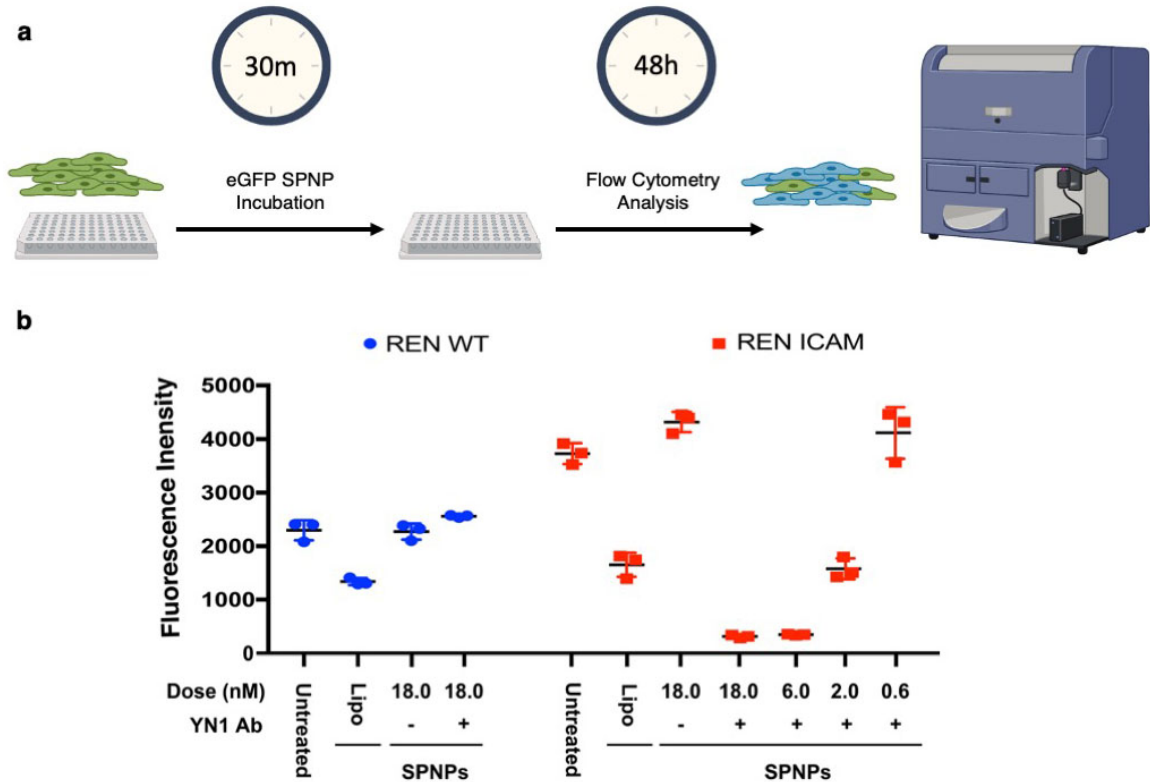 a
30m
48h
eGFP SPNP
Incubation
Flow Cytometry
Analysis
b
REN WT
REN ICAM
Fluorescence Inensity
5000
4000
3000
2000
1000
0
Dose (nM) Untreated Lipo 18.0 18.0 Untreated Lipo 18.0 18.0 6.0 2.0 0.6
YN1 Ab - + - + + + +
SPNPs SPNPs